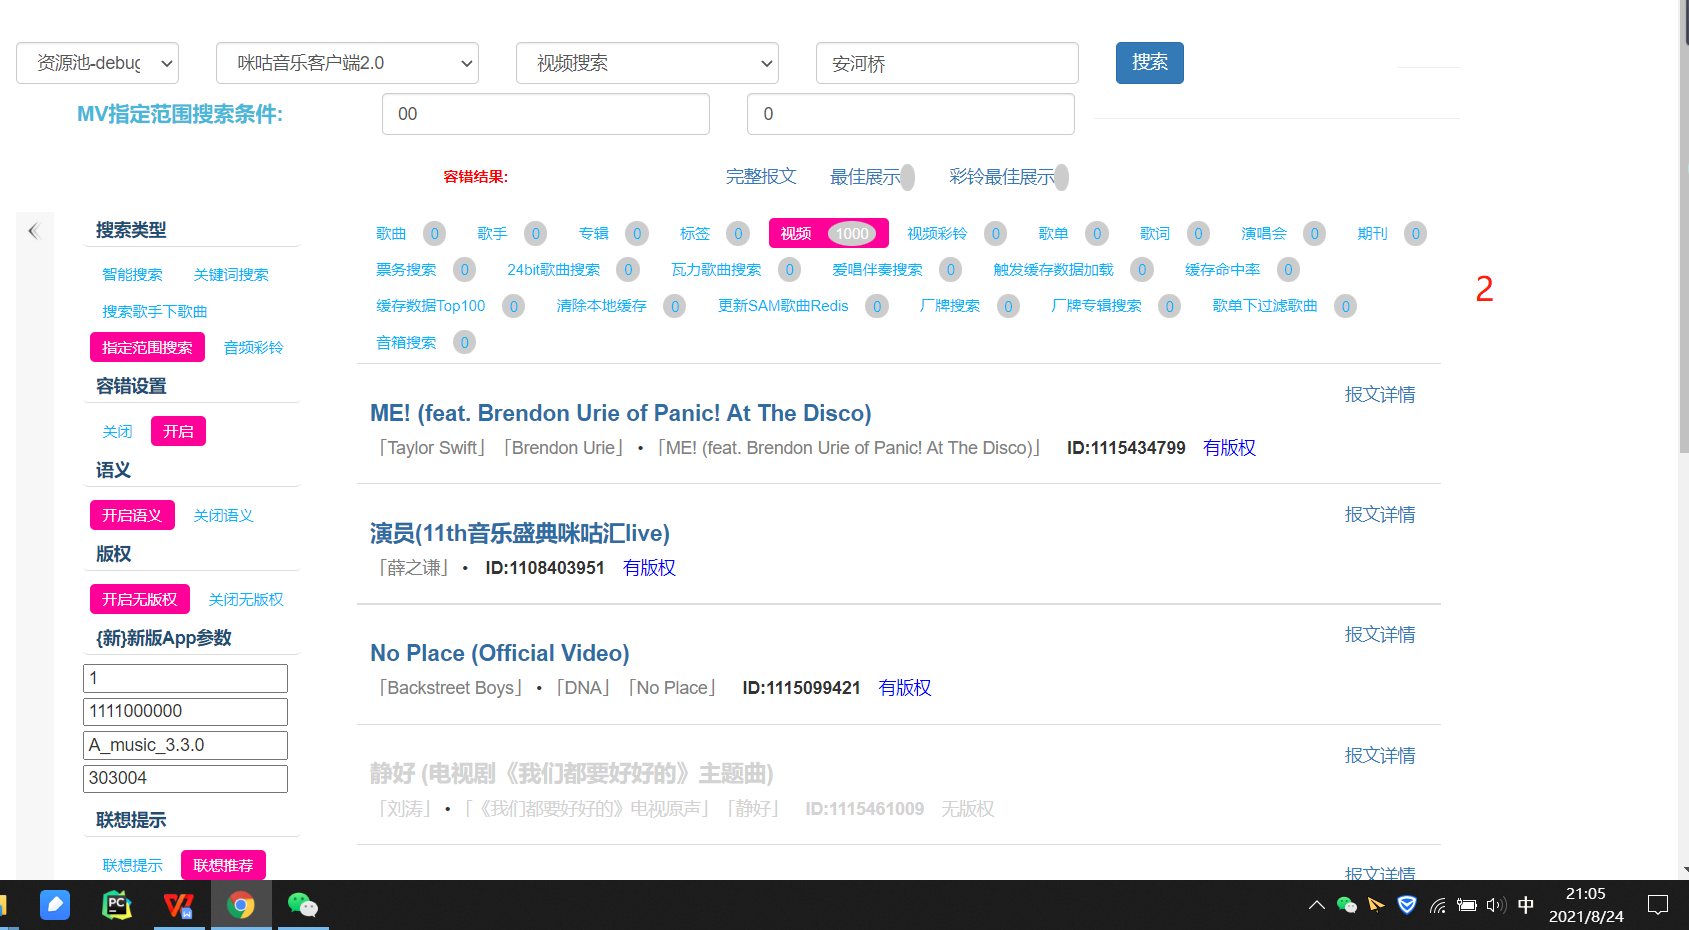 资源池-debug 咪咕音乐客户端2.0 视频搜索 安河桥 搜索
MV指定范围搜索条件: 00 0
容错结果: 完整报文 最佳展示 彩铃最佳展示
搜索类型
智能搜索 关键词搜索
搜索歌手下歌曲
指定范围搜索 音频彩铃
容错设置
关闭 开启
语义
开启语义 关闭语义
版权
开启无版权 关闭无版权
{新}新版App参数
1
1111000000
A_music_3.3.0
303004
联想提示
联想提示 联想推荐
歌曲 0 歌手 0 专辑 0 标签 0 视频 1000 视频彩铃 0 歌单 0 歌词 0 演唱会 0 期刊 0
票务搜索 0 24bit歌曲搜索 0 瓦力歌曲搜索 0 爱唱伴奏搜索 0 触发缓存数据加载 0 缓存命中率 0
缓存数据Top100 0 清除本地缓存 0 更新SAM歌曲Redis 0 厂牌搜索 0 厂牌专辑搜索 0 歌单下过滤歌曲 0
音箱搜索 0
2
报文详情
ME! (feat. Brendon Urie of Panic! At The Disco)
「Taylor Swift」「Brendon Urie」 • 「ME! (feat. Brendon Urie of Panic! At The Disco)」 ID:1115434799 有版权
报文详情
演员(11th音乐盛典咪咕汇live)
「薛之谦」 • ID:1108403951 有版权
报文详情
No Place (Official Video)
「Backstreet Boys」 • 「DNA」「No Place」 ID:1115099421 有版权
报文详情
静好 (电视剧《我们都要好好的》主题曲)
「刘涛」 • 「《我们都要好好的》电视原声」「静好」 ID:1115461009 无版权
报文详情
PC W 中 21:05
2021/8/24